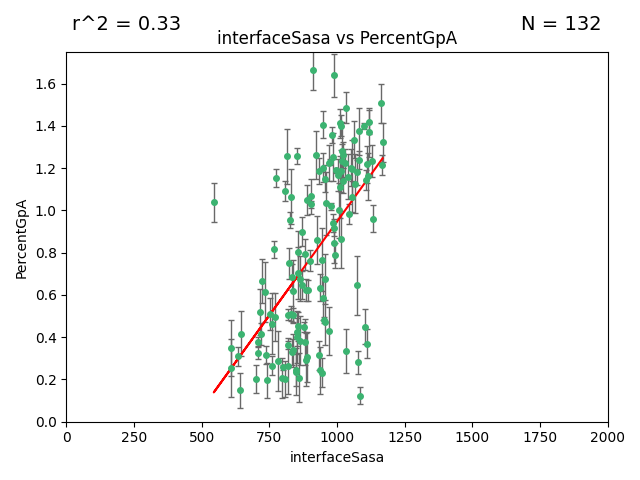 r^2 = 0.33
N = 132
interfaceSasa vs PercentGpA
PercentGpA
1.6
1.4
1.2
1.0
0.8
0.6
0.4
0.2
0.0
0 250 500 750 1000 1250 1500 1750 2000
interfaceSasa